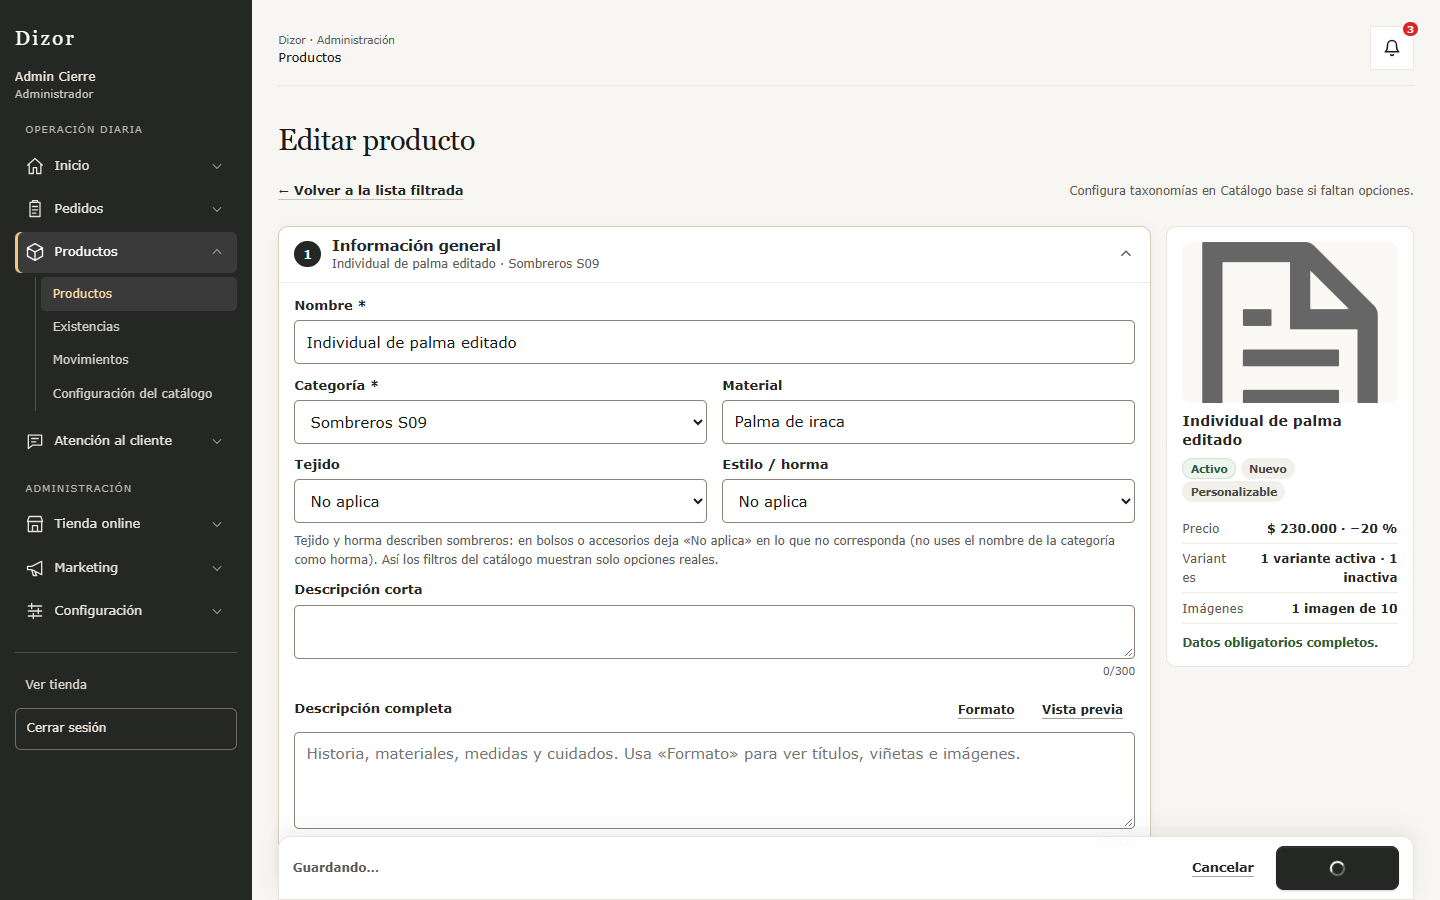 Dizor
Admin Cierre
Administrador
OPERACIÓN DIARIA
Inicio
Pedidos
Productos
Productos
Existencias
Movimientos
Configuración del catálogo
Atención al cliente
ADMINISTRACIÓN
Tienda online
Marketing
Configuración
Ver tienda
Cerrar sesión
Dizor · Administración
Productos
3
Editar producto
← Volver a la lista filtrada
Configura taxonomías en Catálogo base si faltan opciones.
1
Información general
Individual de palma editado · Sombreros S09
Nombre *
Individual de palma editado
Categoría *
Material
Sombreros S09
Palma de iraca
Tejido
Estilo / horma
No aplica
No aplica
Tejido y horma describen sombreros: en bolsos o accesorios deja «No aplica» en lo que no corresponda (no uses el nombre de la categoría
como horma). Así los filtros del catálogo muestran solo opciones reales.
Descripción corta
0/300
Descripción completa
Formato
Vista previa
Historia, materiales, medidas y cuidados. Usa «Formato» para ver títulos, viñetas e imágenes.
Guardando...
Cancelar
Individual de palma
editado
Activo
Nuevo
Personalizable
Precio
$ 230.000 · −20 %
Variant
es
1 variante activa · 1
inactiva
Imágenes
1 imagen de 10
Datos obligatorios completos.